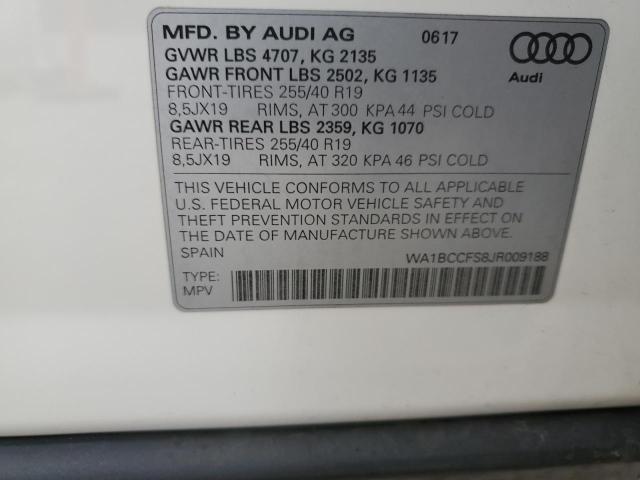 MFD. BY AUDI AG 0617
GVWR LBS 4707, KG 2135
GAWR FRONT LBS 2502, KG 1135
Audi
FRONT-TIRES 255/40 R19
8,5JX19 RIMS, AT 300 KPA 44 PSI COLD
GAWR REAR LBS 2359, KG 1070
REAR-TIRES 255/40 R19
8,5JX19 RIMS, AT 320 KPA 46 PSI COLD
THIS VEHICLE CONFORMS TO ALL APPLICABLE
U.S. FEDERAL MOTOR VEHICLE SAFETY AND
THEFT PREVENTION STANDARDS IN EFFECT ON
THE DATE OF MANUFACTURE SHOWN ABOVE.
SPAIN WA1BCCFS8JR009188
TYPE:
MPV